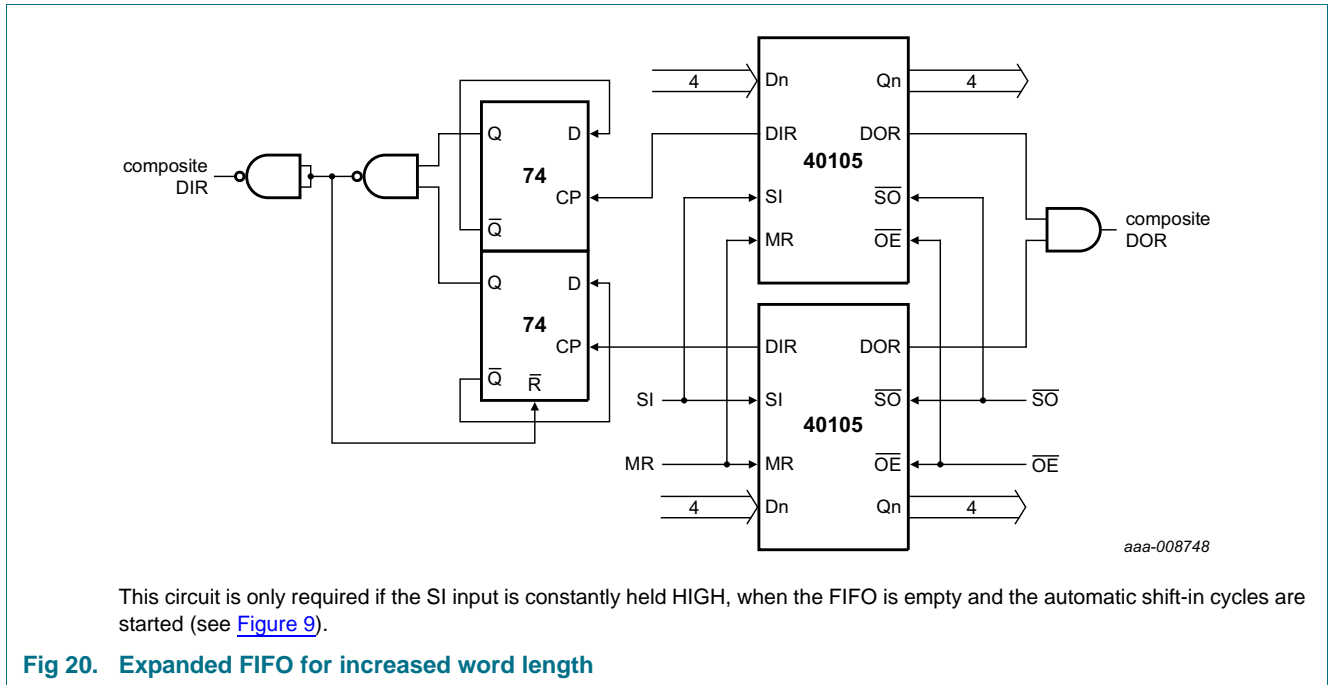 4 Dn Qn 4
DIR DOR
40105
SI S̅O̅
MR O̅E̅
Q D
74
CP
Q̅
Q D
74
CP
Q̅ R̅
composite
DIR
composite
DOR
DIR DOR
SI SI S̅O̅ S̅O̅
40105
MR MR O̅E̅ O̅E̅
4 Dn Qn 4
aaa-008748
This circuit is only required if the SI input is constantly held HIGH, when the FIFO is empty and the automatic shift-in cycles are
started (see Figure 9).
Fig 20. Expanded FIFO for increased word length